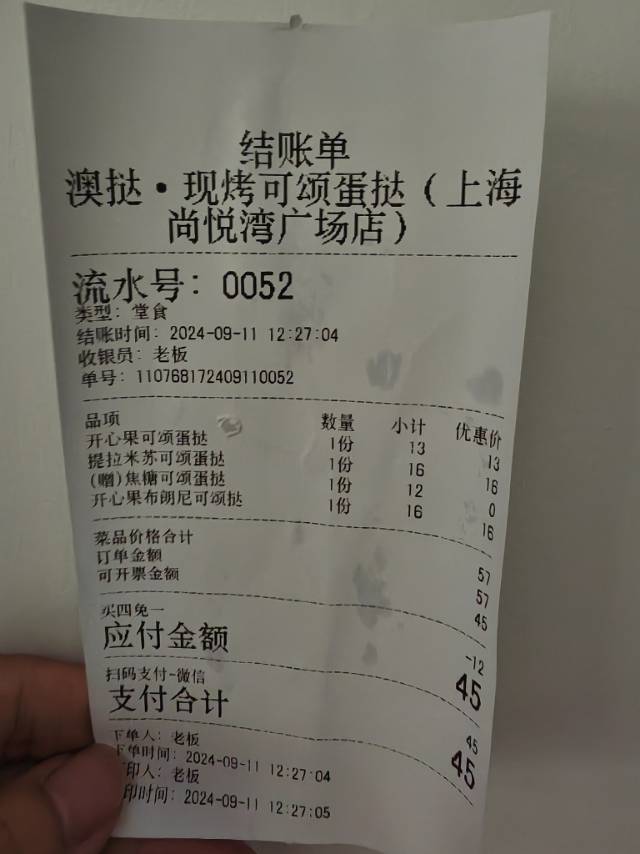 结账单
澳挞·现烤可颂蛋挞（上海
尚悦湾广场店）
流水号: 0052
类型: 堂食
结账时间: 2024-09-11 12:27:04
收银员: 老板
单号: 110768172409110052
品项 数量 小计 优惠价
开心果可颂蛋挞 1份 13 13
提拉米苏可颂蛋挞 1份 16 16
(赠)焦糖可颂蛋挞 1份 12 0
开心果布朗尼可颂挞 1份 16 16
菜品价格合计 57
订单金额 57
可开票金额 45
买四免一 -12
应付金额 45
扫码支付-微信 45
支付合计 45
下单人: 老板
下单时间: 2024-09-11 12:27:04
印人: 老板
印时间: 2024-09-11 12:27:05